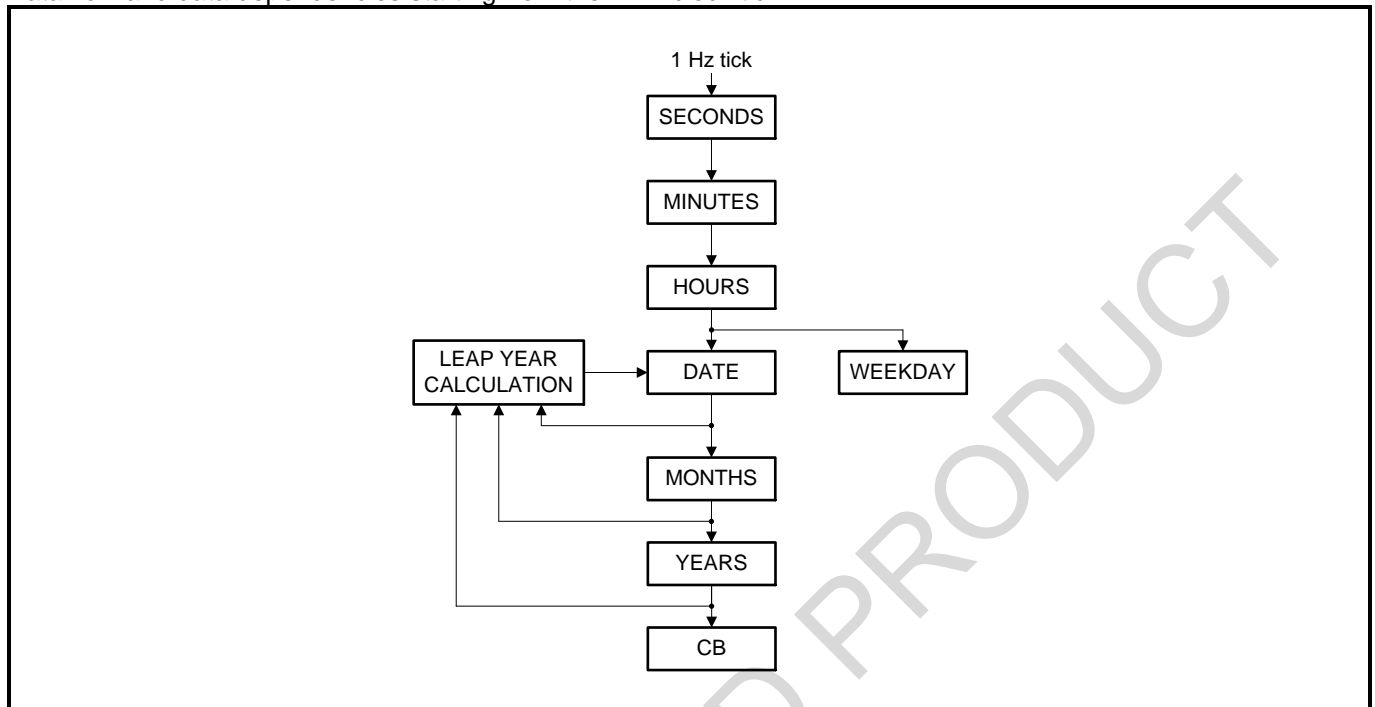 1 Hz tick
SECONDS
MINUTES
HOURS
LEAP YEAR
CALCULATION
DATE
WEEKDAY
MONTHS
YEARS
CB
D PRODUCT